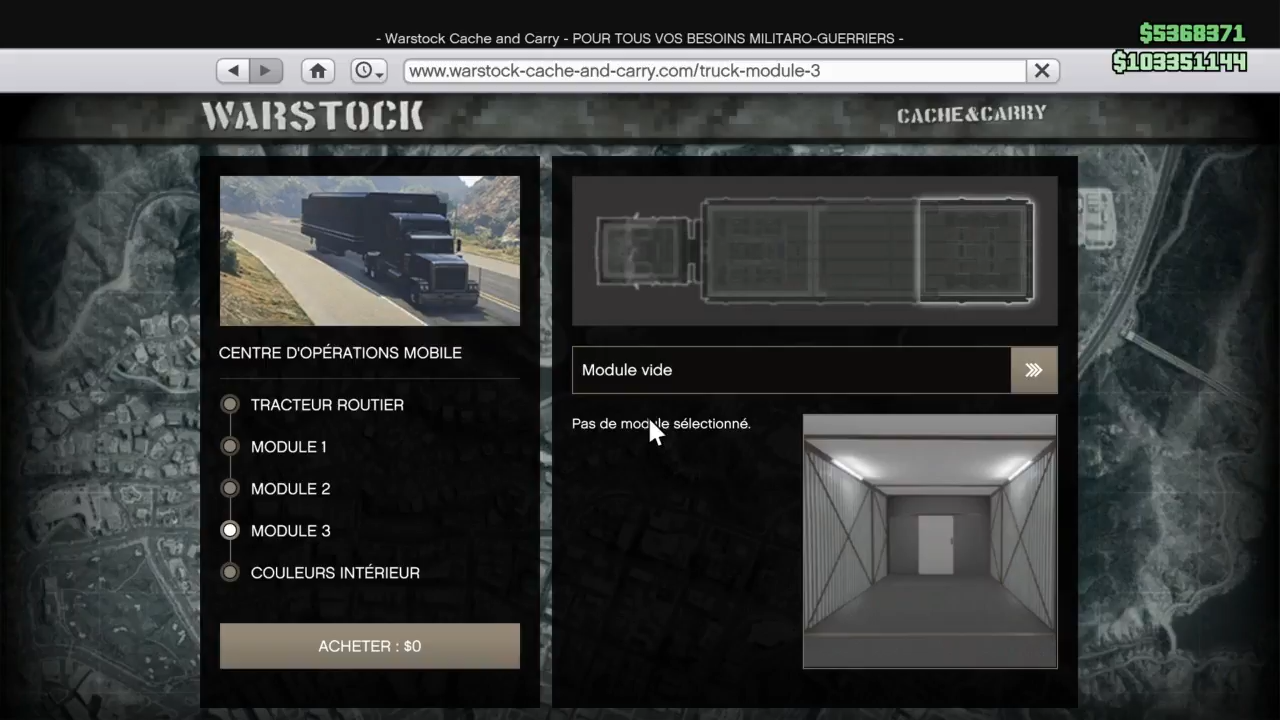 - Warstock Cache and Carry - POUR TOUS VOS BESOINS MILITARO-GUERRIERS -
$5368371
$103351144
www.warstock-cache-and-carry.com/truck-module-3
WARSTOCK
CACHE&CARRY
CENTRE D'OPÉRATIONS MOBILE
TRACTEUR ROUTIER
MODULE 1
MODULE 2
MODULE 3
COULEURS INTÉRIEUR
ACHETER : $0
Module vide
Pas de module sélectionné.